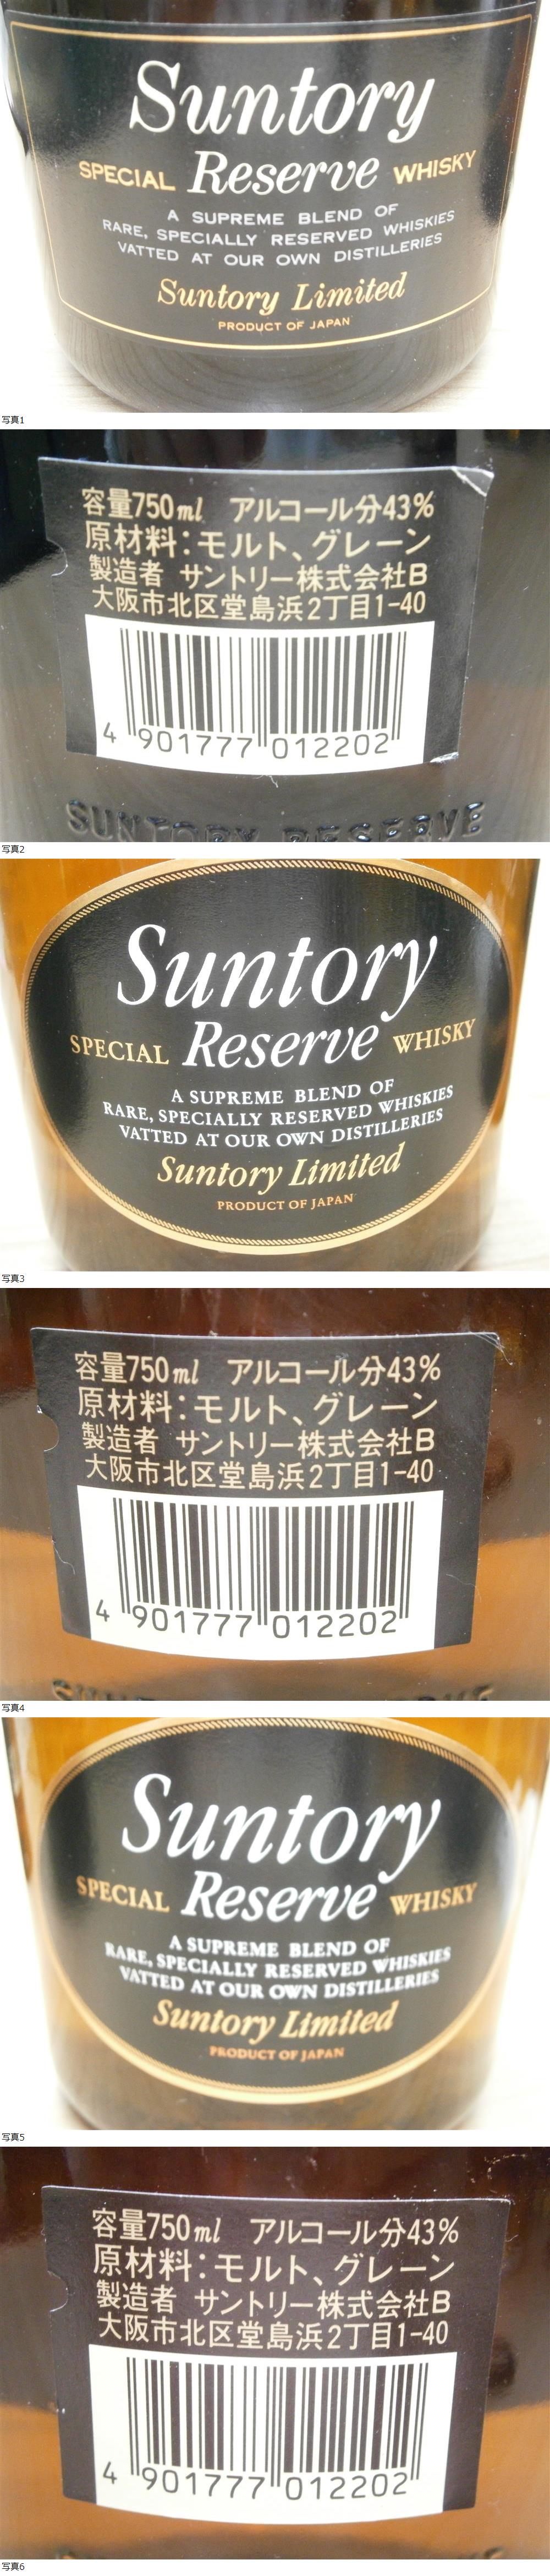 Suntory
SPECIAL Reserve WHISKY
A SUPREME BLEND OF
RARE, SPECIALLY RESERVED WHISKIES
VATTED AT OUR OWN DISTILLERIES
Suntory Limited
PRODUCT OF JAPAN
写真1
容量750ml アルコール分43%
原材料:モルト、グレーン
製造者 サントリー株式会社B
大阪市北区堂島浜2丁目1-40
4 901777 012202
SUNTORY RESERVE
写真2
Suntory
SPECIAL Reserve WHISKY
A SUPREME BLEND OF
RARE, SPECIALLY RESERVED WHISKIES
VATTED AT OUR OWN DISTILLERIES
Suntory Limited
PRODUCT OF JAPAN
写真3
容量750ml アルコール分43%
原材料:モルト、グレーン
製造者 サントリー株式会社B
大阪市北区堂島浜2丁目1-40
4 901777 012202
写真4
Suntory
SPECIAL Reserve WHISKY
A SUPREME BLEND OF
RARE, SPECIALLY RESERVED WHISKIES
VATTED AT OUR OWN DISTILLERIES
Suntory Limited
PRODUCT OF JAPAN
写真5
容量750ml アルコール分43%
原材料:モルト、グレーン
製造者 サントリー株式会社B
大阪市北区堂島浜2丁目1-40
4 901777 012202
写真6